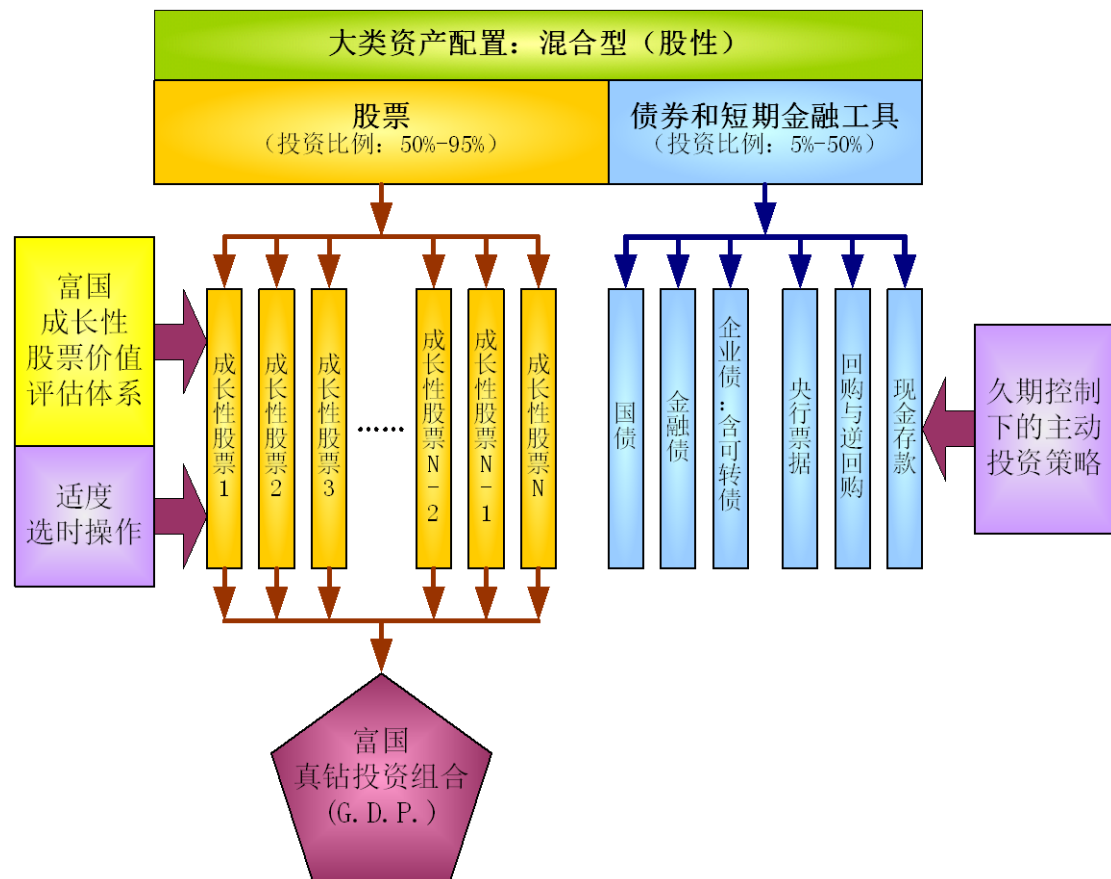 大类资产配置：混合型（股性）
股票
（投资比例：50%-95%）
债券和短期金融工具
（投资比例：5%-50%）
富国
成长性
股票价值
评估体系
适度
选时操作
成长性股票1
成长性股票2
成长性股票3
……
成长性股票N-2
成长性股票N-1
成长性股票N
国债
金融债
企业债：含可转债
央行票据
回购与逆回购
现金存款
久期控制
下的主动
投资策略
富国
真钻投资组合
(G.D.P.)